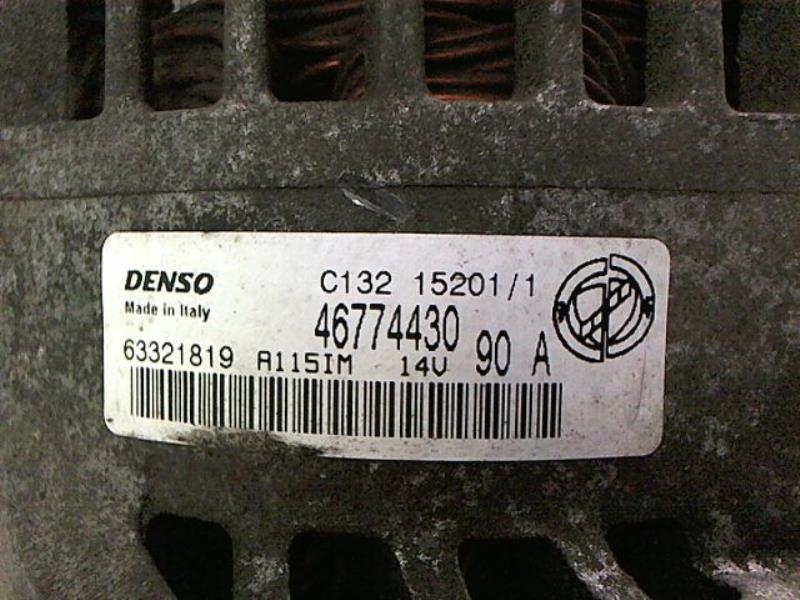 DENSO C132 15201/1
Made in Italy 46774430 90 A
63321819 A115IM 14V